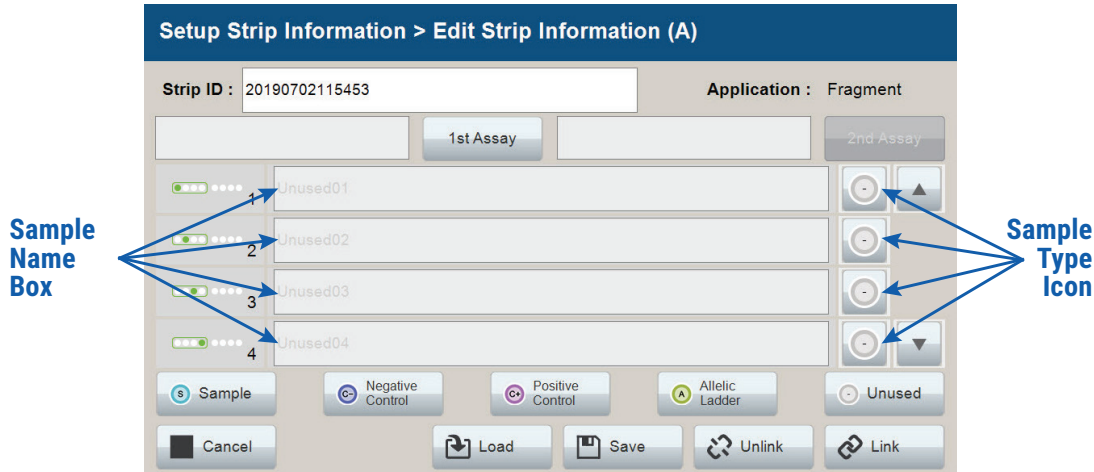 Setup Strip Information > Edit Strip Information (A)
Strip ID : 20190702115453 Application : Fragment
1st Assay 2nd Assay
1 Unused01 -
2 Unused02 -
3 Unused03 -
4 Unused04 -
Sample
Name
Box
Sample
Type
Icon
S Sample
C- Negative
Control
C+ Positive
Control
A Allelic
Ladder
- Unused
Cancel Load Save Unlink Link